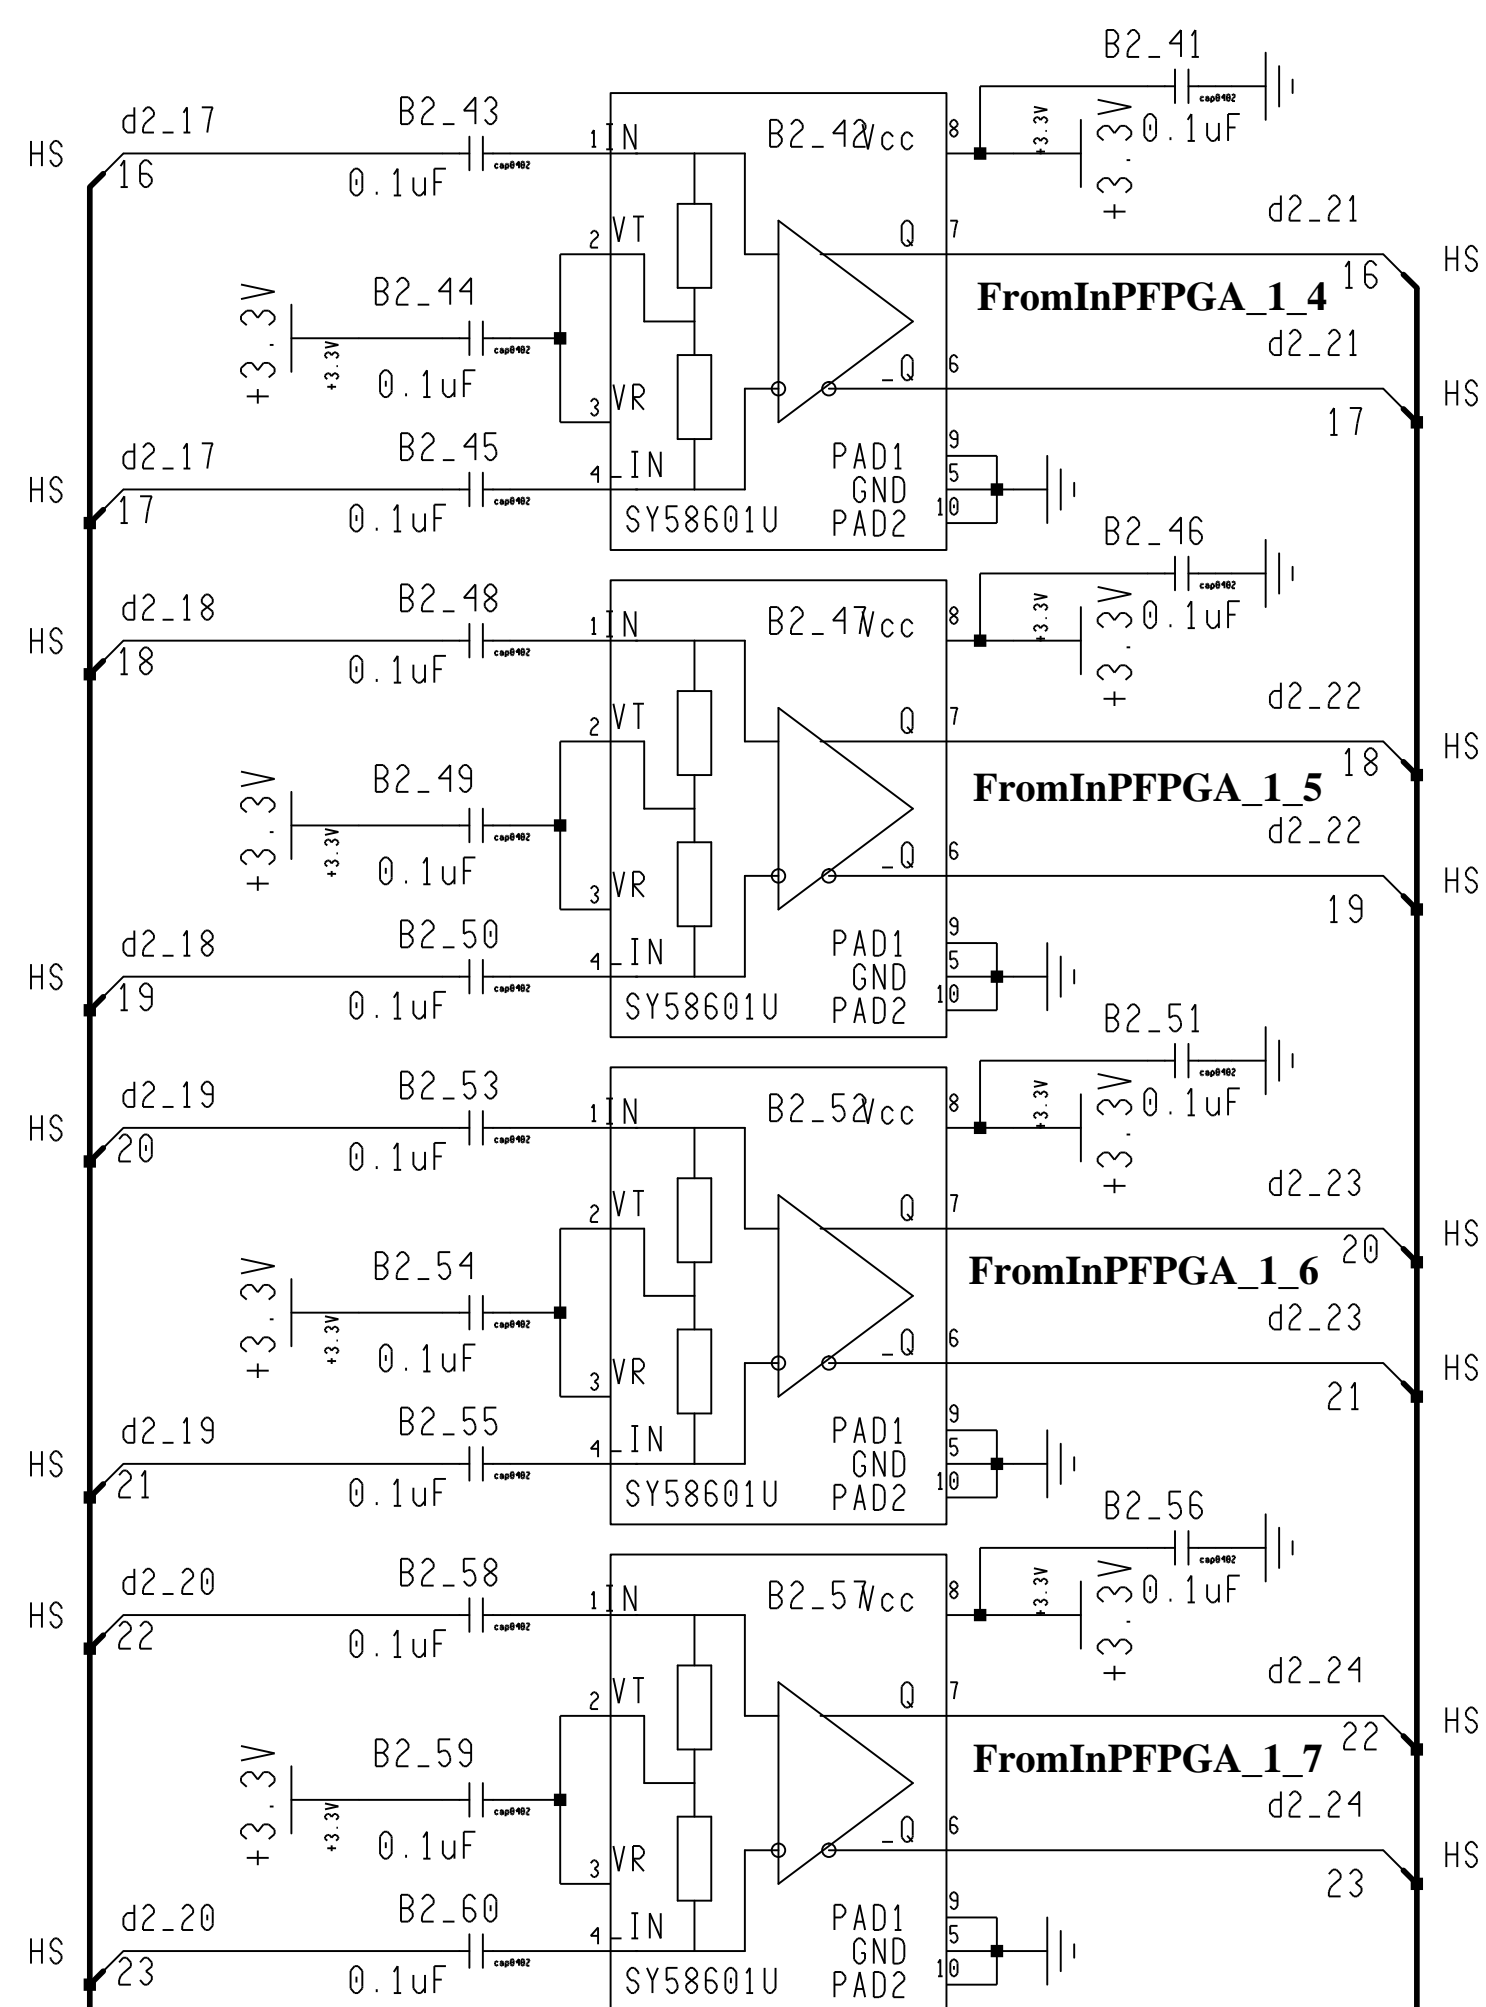 B2_41
d2_17
B2_43
1
IN
B2_42
Vcc
8
+3.3V
+3.3V
cap0402
0.1uF
HS
16
0.1uF
cap0402
2
VT
Q
7
d2_21
HS
16
B2_44
+3.3V
+3.3V
0.1uF
cap0402
FromInPFPGA_1_4
d2_21
3
VR
_Q
6
HS
17
d2_17
B2_45
4
_IN
PAD1
9
HS
17
0.1uF
cap0402
GND
5
SY58601U
PAD2
10
B2_46
d2_18
B2_48
1
IN
B2_47
Vcc
8
+3.3V
+3.3V
cap0402
0.1uF
HS
18
0.1uF
cap0402
2
VT
Q
7
d2_22
HS
18
B2_49
+3.3V
+3.3V
0.1uF
cap0402
FromInPFPGA_1_5
d2_22
3
VR
_Q
6
HS
19
d2_18
B2_50
4
_IN
PAD1
9
HS
19
0.1uF
cap0402
GND
5
SY58601U
PAD2
10
B2_51
d2_19
B2_53
1
IN
B2_52
Vcc
8
+3.3V
+3.3V
cap0402
0.1uF
HS
20
0.1uF
cap0402
2
VT
Q
7
d2_23
HS
20
B2_54
+3.3V
+3.3V
0.1uF
cap0402
FromInPFPGA_1_6
d2_23
3
VR
_Q
6
HS
21
d2_19
B2_55
4
_IN
PAD1
9
HS
21
0.1uF
cap0402
GND
5
SY58601U
PAD2
10
B2_56
d2_20
B2_58
1
IN
B2_57
Vcc
8
+3.3V
+3.3V
cap0402
0.1uF
HS
22
0.1uF
cap0402
2
VT
Q
7
d2_24
HS
22
B2_59
+3.3V
+3.3V
0.1uF
cap0402
FromInPFPGA_1_7
d2_24
3
VR
_Q
6
HS
23
d2_20
B2_60
4
_IN
PAD1
9
HS
23
0.1uF
cap0402
GND
5
SY58601U
PAD2
10